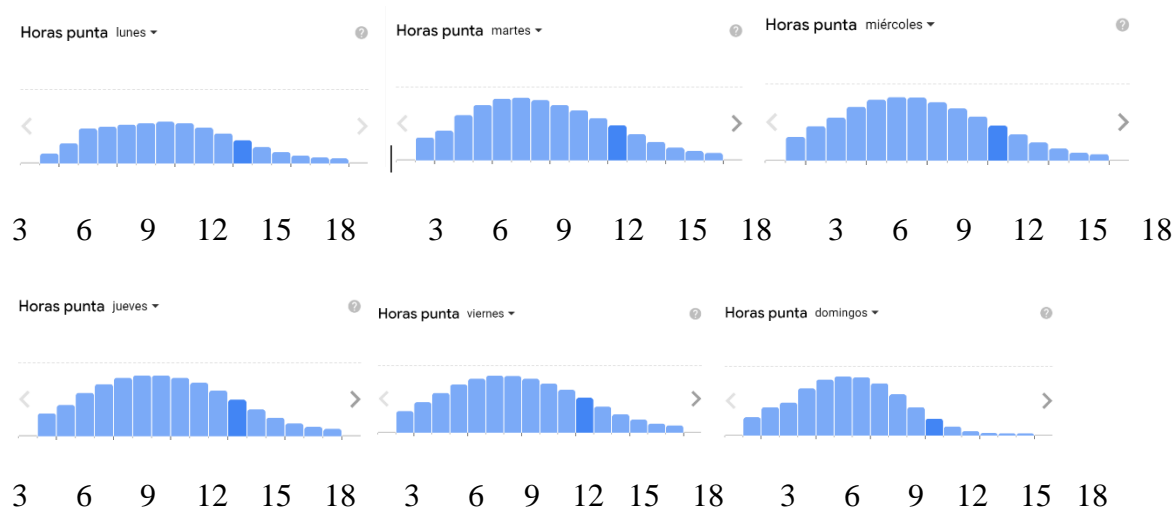 Horas punta lunes
Horas punta martes
Horas punta miércoles
3 6 9 12 15 18 3 6 9 12 15 18 3 6 9 12 15 18
Horas punta jueves
Horas punta viernes
Horas punta domingos
3 6 9 12 15 18 3 6 9 12 15 18 3 6 9 12 15 18